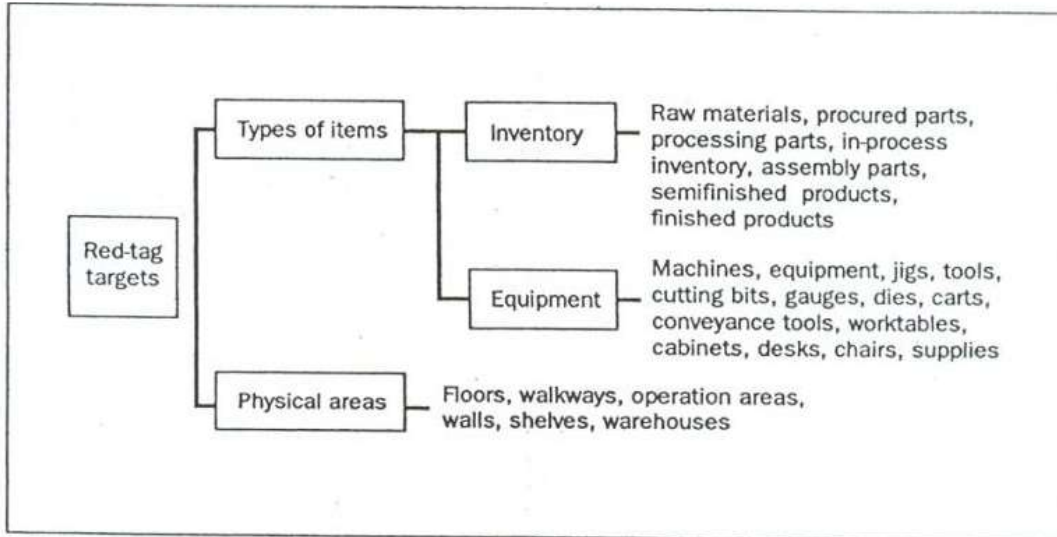 Red-tag
targets
Types of items
Inventory
Raw materials, procured parts,
processing parts, in-process
inventory, assembly parts,
semifinished products,
finished products
Equipment
Machines, equipment, jigs, tools,
cutting bits, gauges, dies, carts,
conveyance tools, worktables,
cabinets, desks, chairs, supplies
Physical areas
Floors, walkways, operation areas,
walls, shelves, warehouses